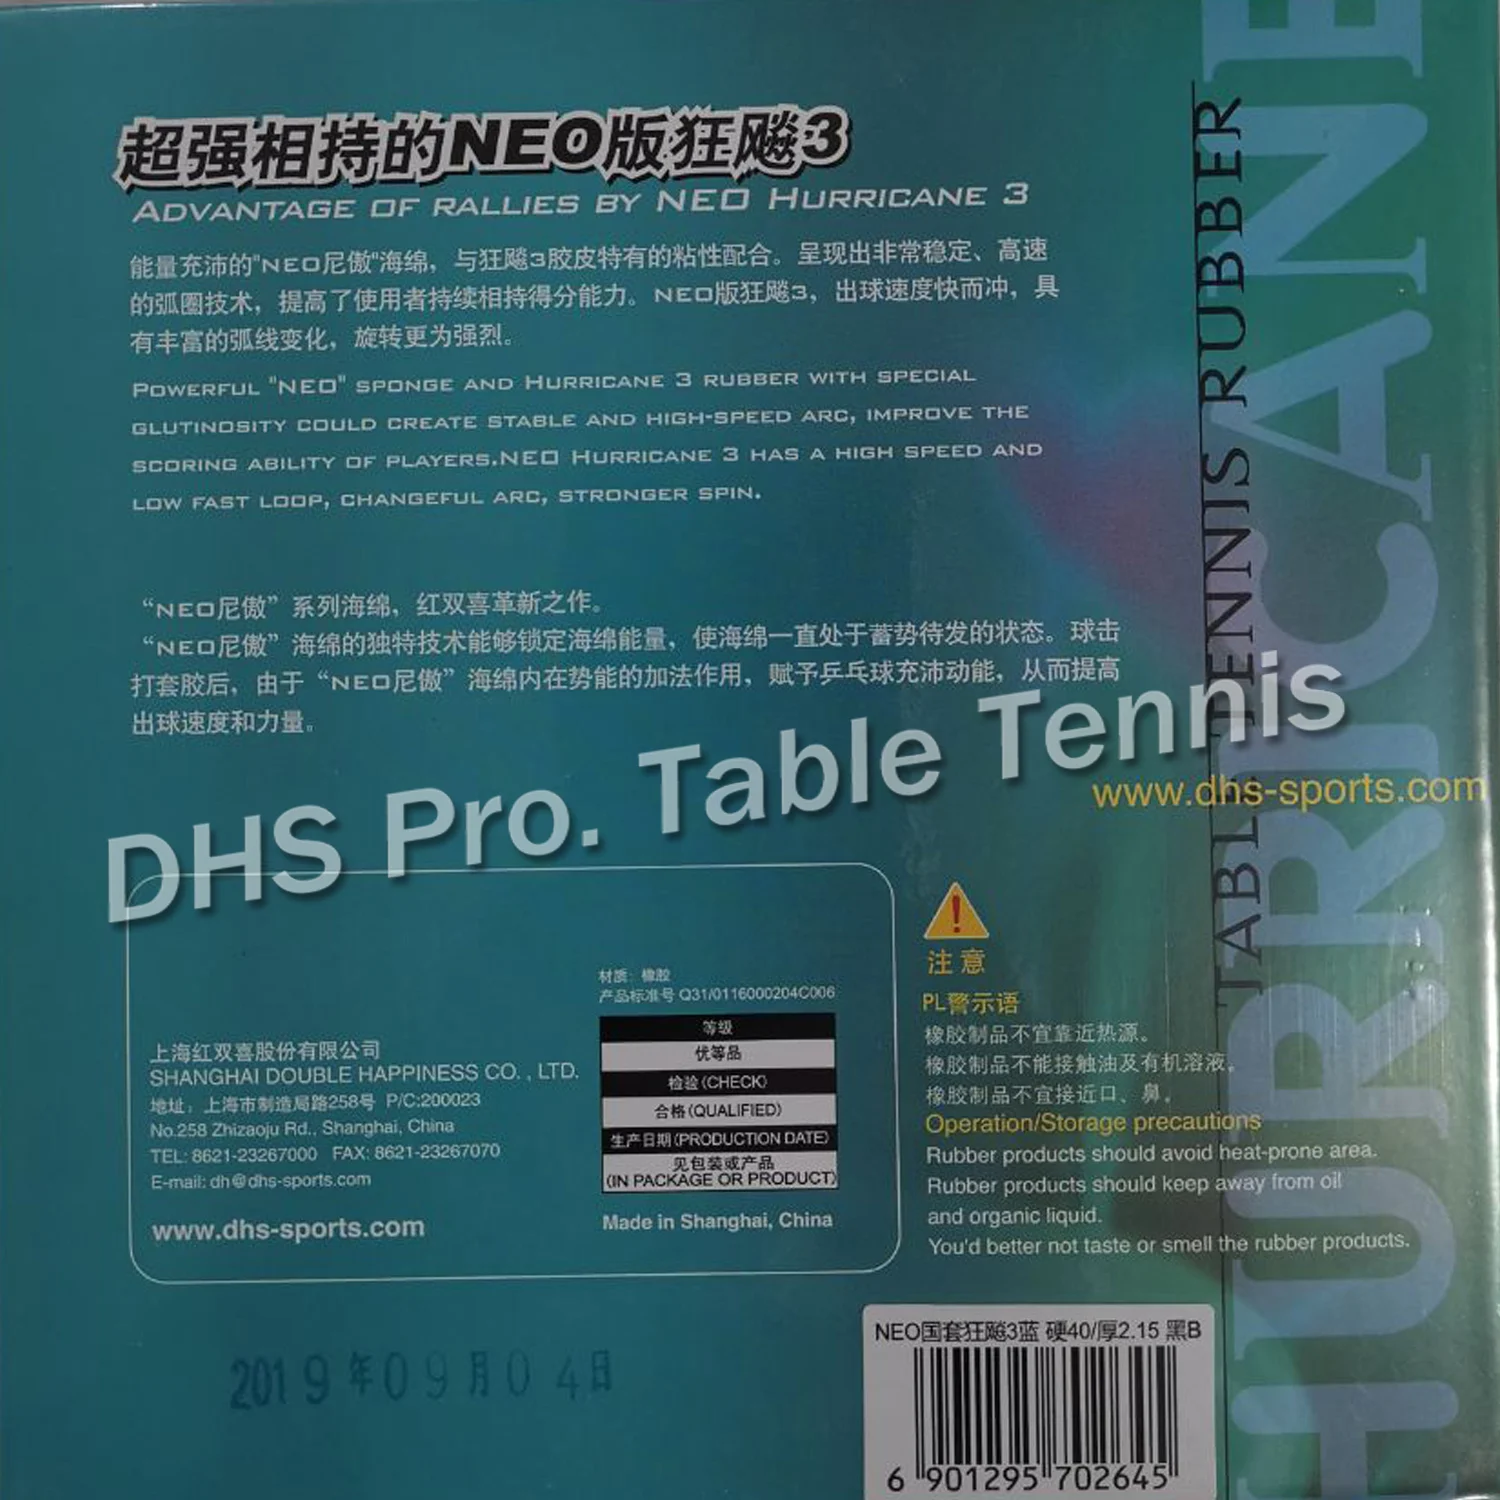 超强相持的NEO版狂飚3
ADVANTAGE OF RALLIES BY NEO HURRICANE 3
能量充沛的"NEO尼傲"海绵，与狂飚3胶皮特有的粘性配合。呈现出非常稳定、高速
的弧圈技术，提高了使用者持续相持得分能力。NEO版狂飚3，出球速度快而冲，具
有丰富的弧线变化，旋转更为强烈。
POWERFUL "NEO" SPONGE AND HURRICANE 3 RUBBER WITH SPECIAL
GLUTINOSITY COULD CREATE STABLE AND HIGH-SPEED ARC, IMPROVE THE
SCORING ABILITY OF PLAYERS.NEO HURRICANE 3 HAS A HIGH SPEED AND
LOW FAST LOOP, CHANGEFUL ARC, STRONGER SPIN.
“NEO尼傲”系列海绵，红双喜革新之作。
“NEO尼傲”海绵的独特技术能够锁定海绵能量，使海绵一直处于蓄势待发的状态。球击
打套胶后，由于“NEO尼傲”海绵内在势能的加法作用，赋予乒乓球充沛动能，从而提高
出球速度和力量。
DHS Pro. Table Tennis
www.dhs-sports.com
TABLE TENNIS RUBBER
HURRICANE
材质：橡胶
产品标准号 Q31/0116000204C006
等级
优等品
检验(CHECK)
合格(QUALIFIED)
生产日期(PRODUCTION DATE)
见包装或产品
(IN PACKAGE OR PRODUCT)
Made in Shanghai, China
上海红双喜股份有限公司
SHANGHAI DOUBLE HAPPINESS CO. , LTD.
地址：上海市制造局路258号 P/C:200023
No.258 Zhizaoju Rd., Shanghai, China
TEL: 8621-23267000 FAX: 8621-23267070
E-mail: dh@dhs-sports.com
www.dhs-sports.com
注意
PL警示语
橡胶制品不宜靠近热源。
橡胶制品不能接触油及有机溶液。
橡胶制品不宜接近口、鼻。
Operation/Storage precautions
Rubber products should avoid heat-prone area.
Rubber products should keep away from oil
and organic liquid.
You'd better not taste or smell the rubber products.
2019年09月04日
NEO国套狂飚3蓝 硬40/厚2.15 黑B
6 901295 702645